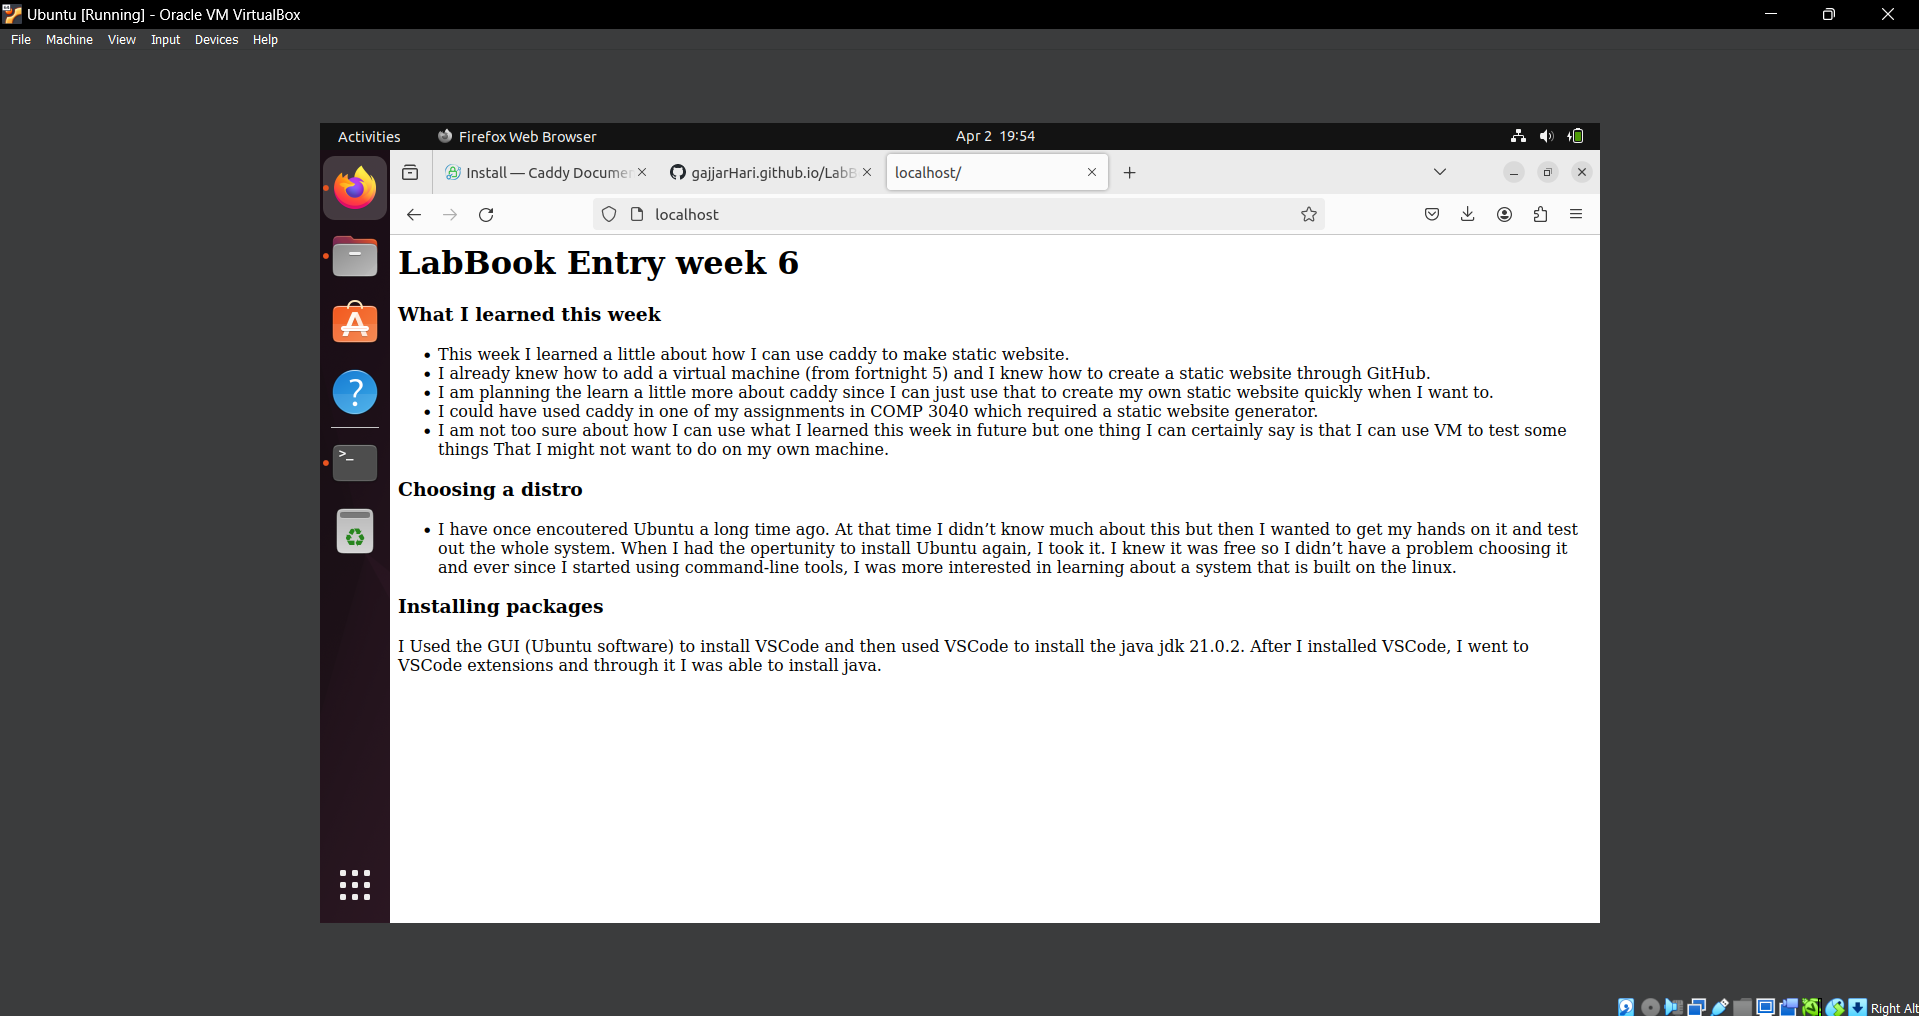 Ubuntu [Running] - Oracle VM VirtualBox
File Machine View Input Devices Help
Activities Firefox Web Browser Apr 2 19:54
Install — Caddy Documen gajjarHari.github.io/LabB localhost/
localhost
LabBook Entry week 6
What I learned this week
• This week I learned a little about how I can use caddy to make static website.
• I already knew how to add a virtual machine (from fortnight 5) and I knew how to create a static website through GitHub.
• I am planning the learn a little more about caddy since I can just use that to create my own static website quickly when I want to.
• I could have used caddy in one of my assignments in COMP 3040 which required a static website generator.
• I am not too sure about how I can use what I learned this week in future but one thing I can certainly say is that I can use VM to test some
things That I might not want to do on my own machine.
Choosing a distro
• I have once encoutered Ubuntu a long time ago. At that time I didn’t know much about this but then I wanted to get my hands on it and test
out the whole system. When I had the opertunity to install Ubuntu again, I took it. I knew it was free so I didn’t have a problem choosing it
and ever since I started using command-line tools, I was more interested in learning about a system that is built on the linux.
Installing packages
I Used the GUI (Ubuntu software) to install VSCode and then used VSCode to install the java jdk 21.0.2. After I installed VSCode, I went to
VSCode extensions and through it I was able to install java.
Right Alt